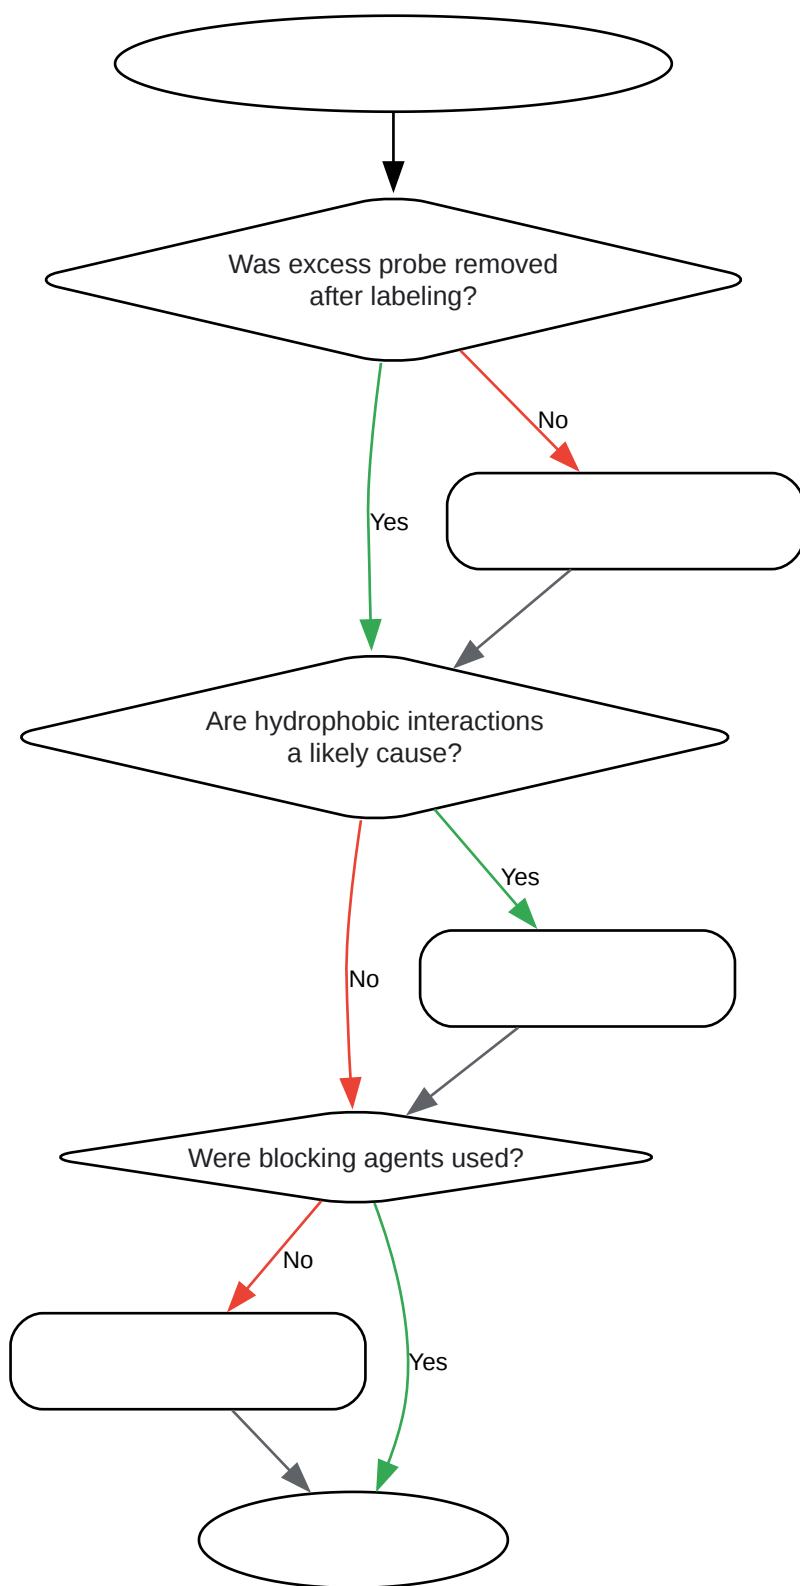 Was excess probe removed
after labeling?
No
Yes
Are hydrophobic interactions
a likely cause?
Yes
No
Were blocking agents used?
No
Yes